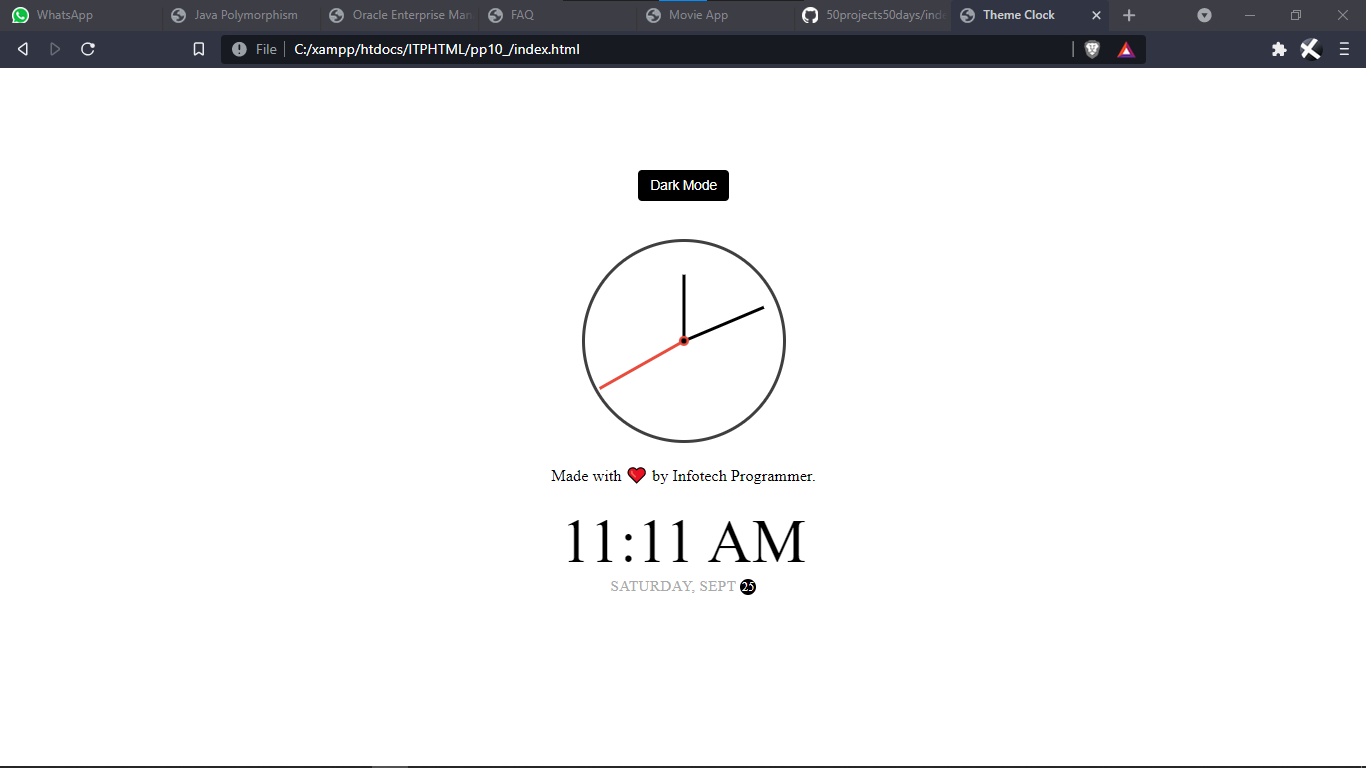 WhatsApp
Java Polymorphism
Oracle Enterprise Man
FAQ
Movie App
50projects50days/inde
Theme Clock
File
C:/xampp/htdocs/ITPHTML/pp10_/index.html
Dark Mode
Made with ❤ by Infotech Programmer.
11:11 AM
SATURDAY, SEPT 25